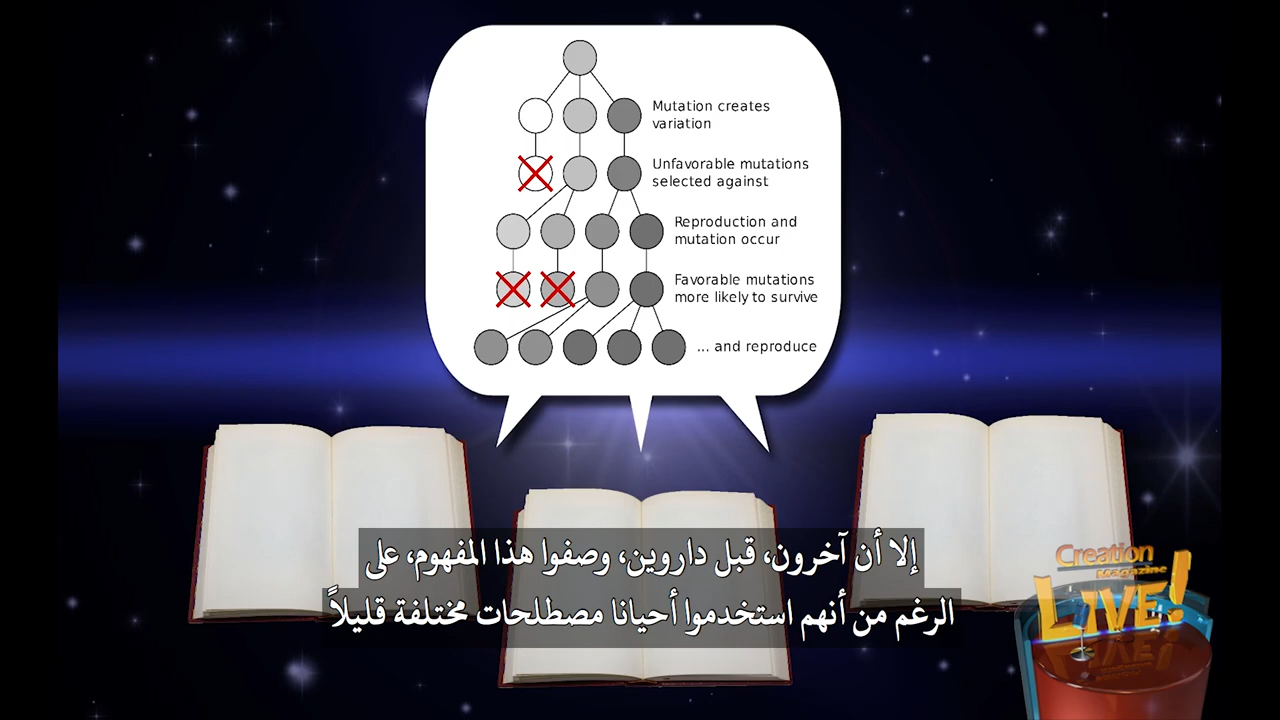 Mutation creates
variation
Unfavorable mutations
selected against
Reproduction and
mutation occur
Favorable mutations
more likely to survive
... and reproduce
إلا أن آخرون، قبل داروين، وصفوا هذا المفهوم، على
الرغم من أنهم استخدموا أحيانا مصطلحات مختلفة قليلاً
Creation
Magazine
LIVE!